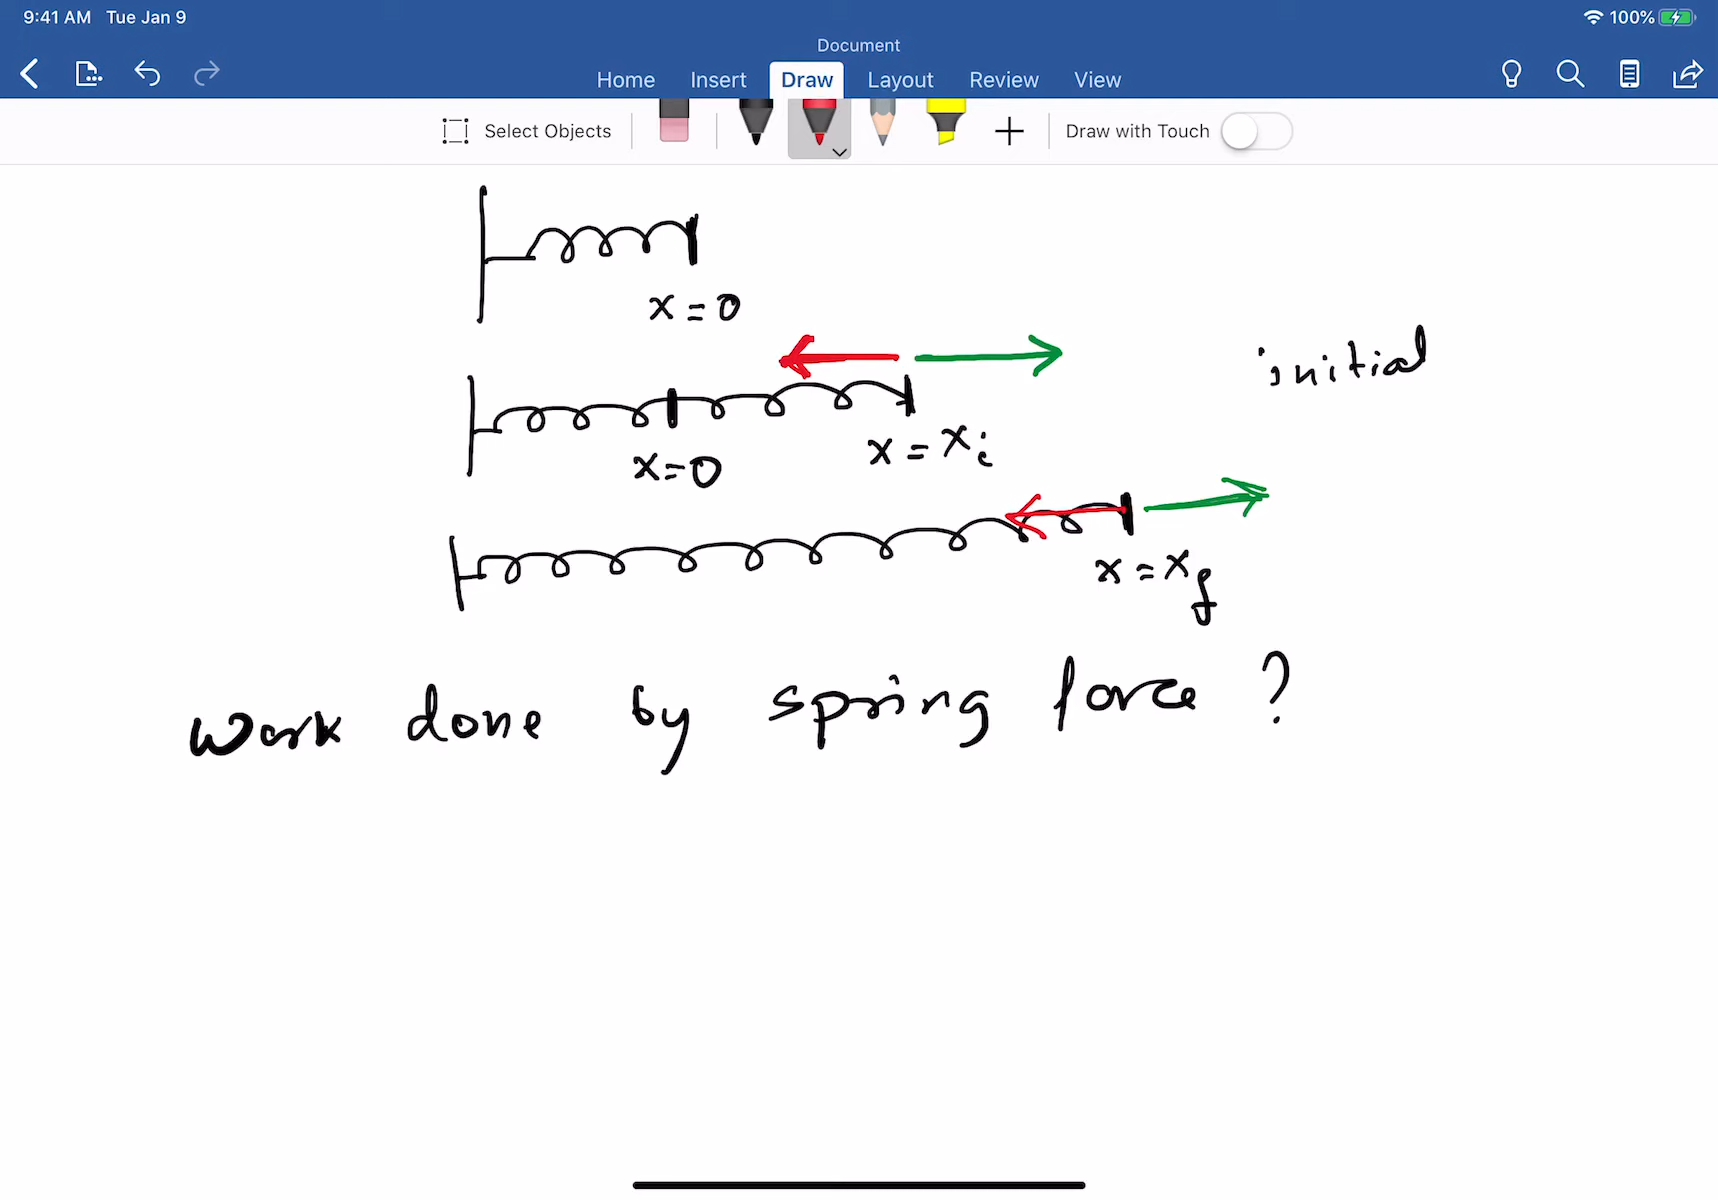 9:41 AM Tue Jan 9
100%
Document
Home Insert Draw Layout Review View
Select Objects
Draw with Touch
x = 0
initial
x = xi
x = 0
x = xf
work done by spring force ?